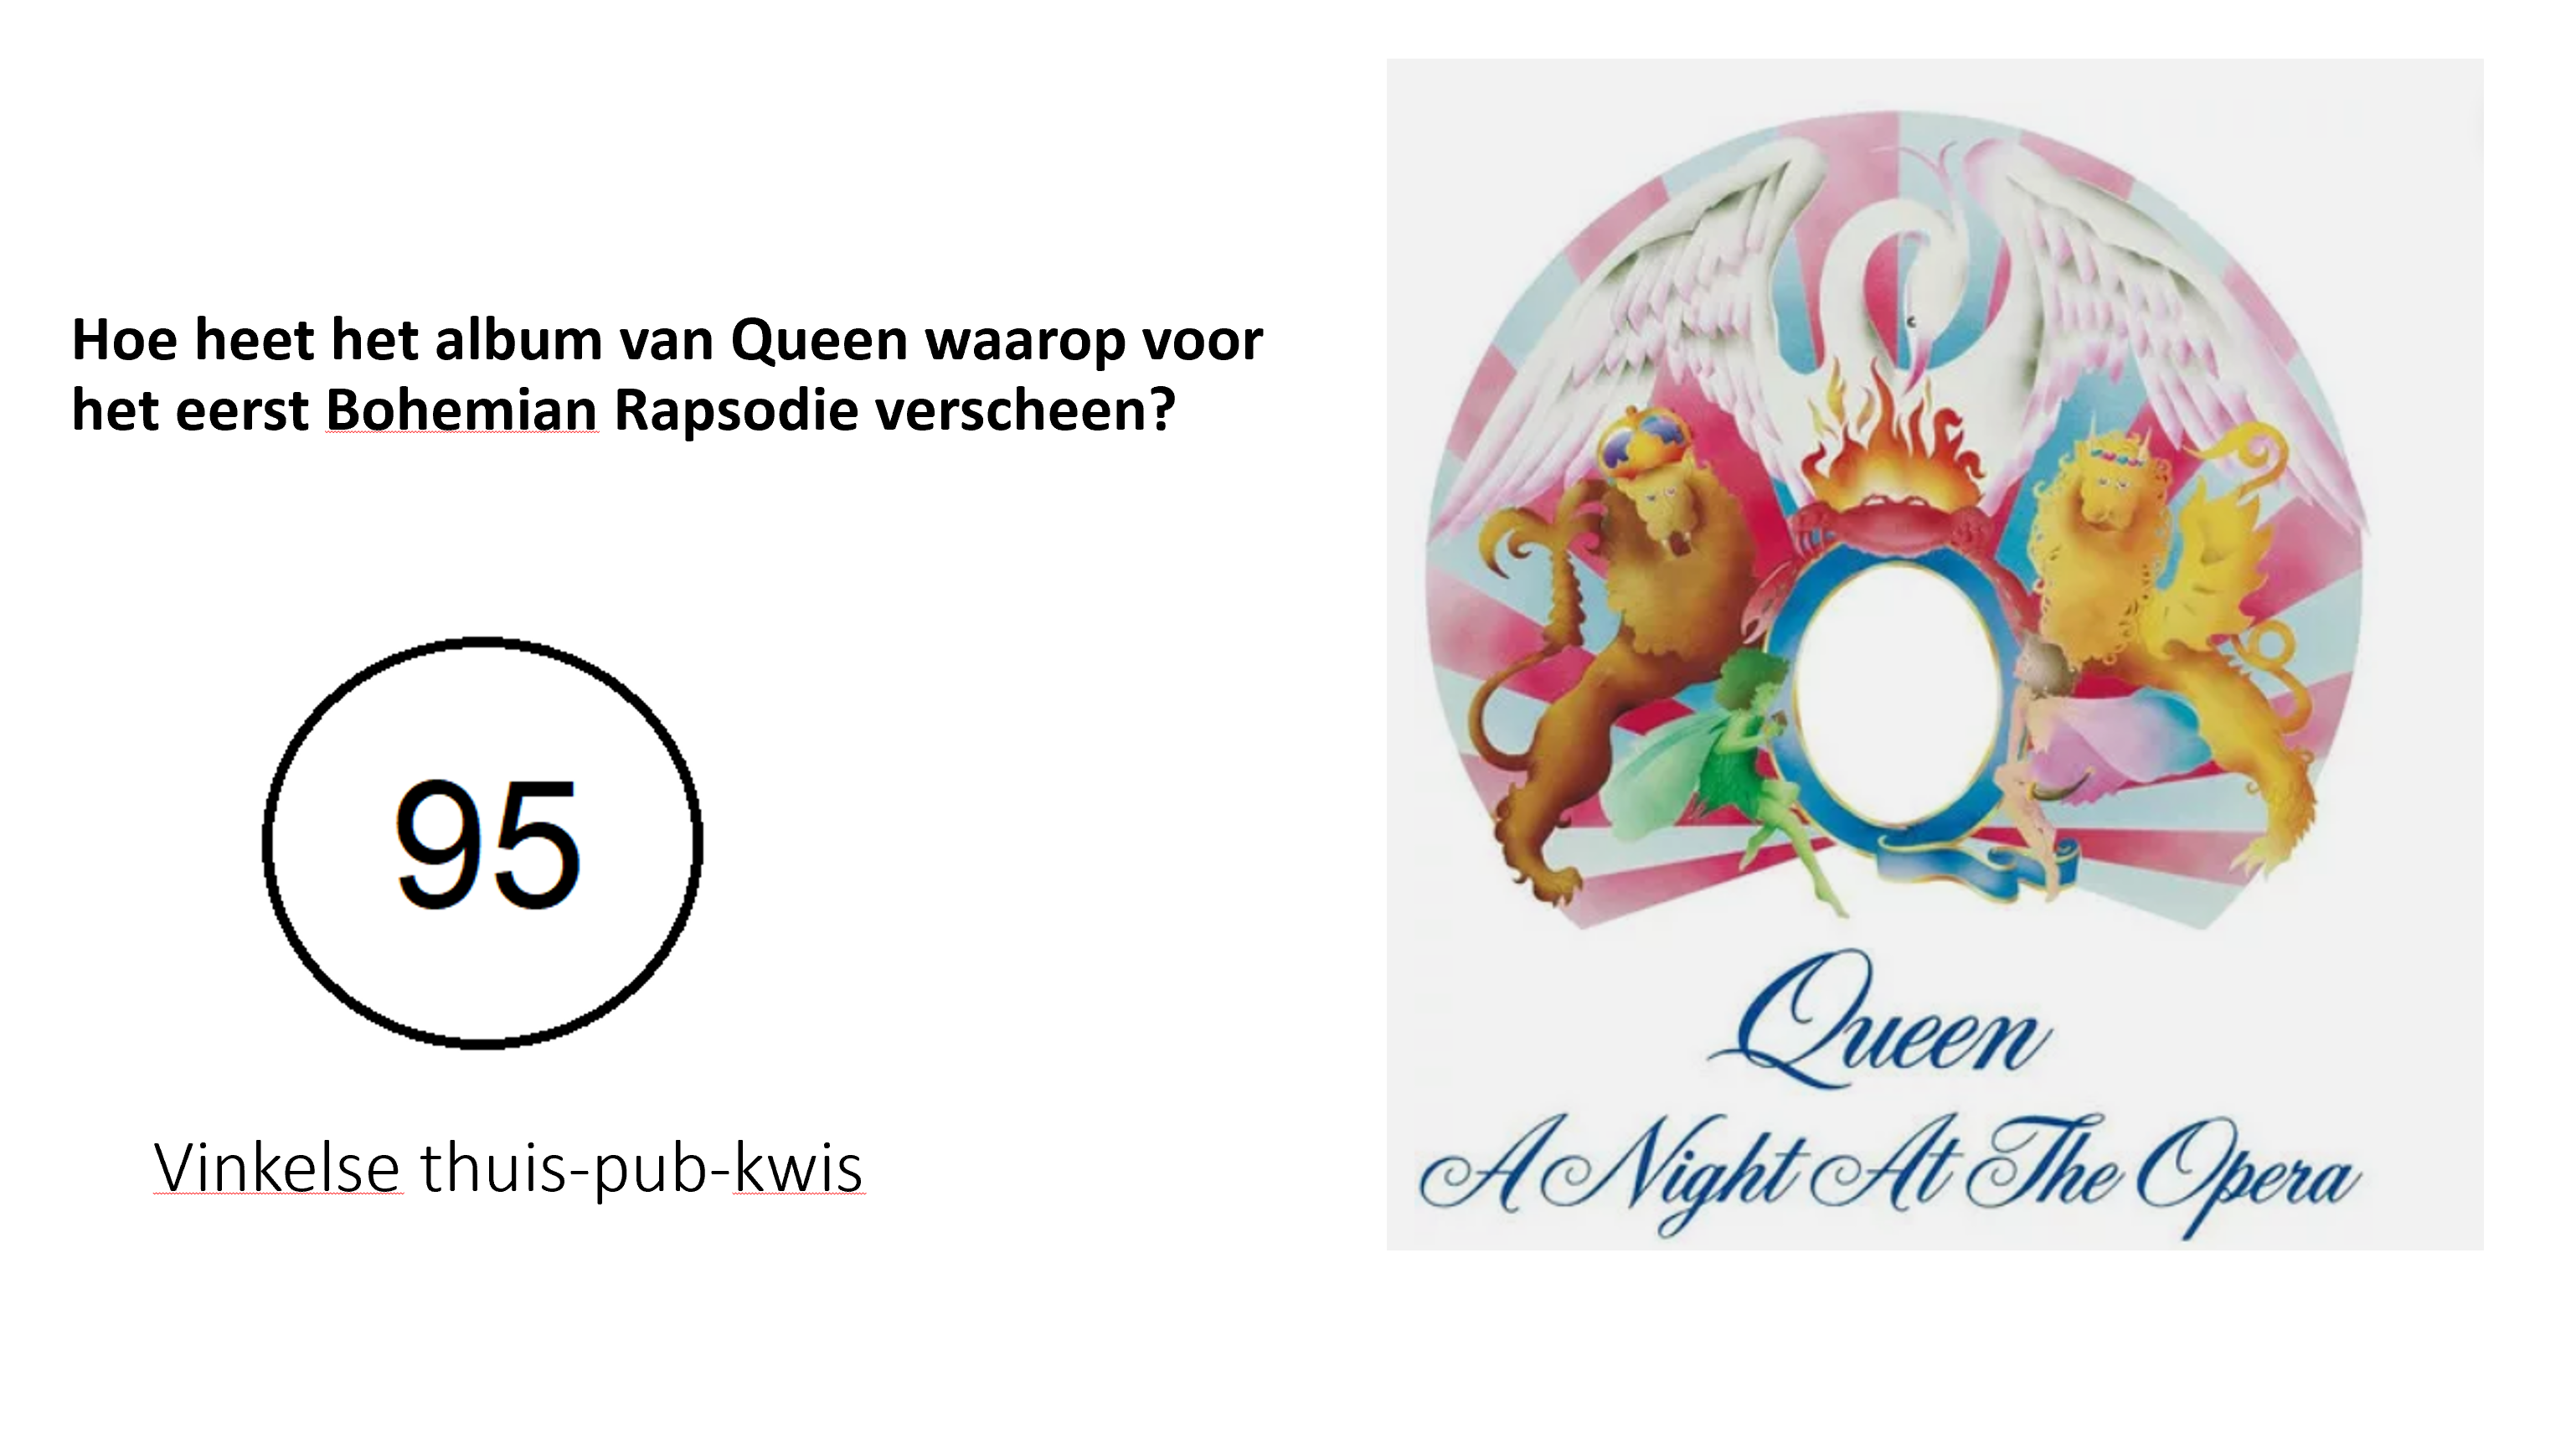 Hoe heet het album van Queen waarop voor
het eerst Bohemian Rapsodie verscheen?
95
Vinkelse thuis-pub-kwis
Queen
A Night At The Opera